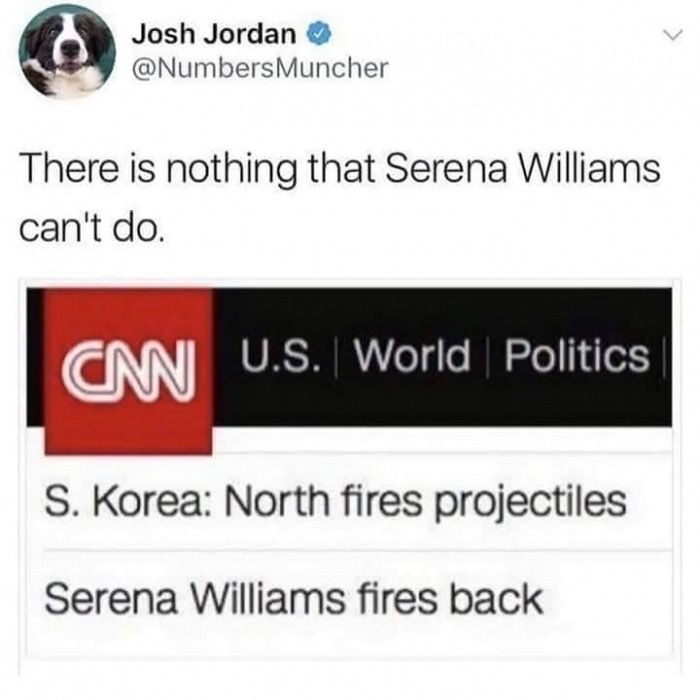 Josh Jordan
@NumbersMuncher
There is nothing that Serena Williams
can't do.
CNN U.S. | World | Politics |
S. Korea: North fires projectiles
Serena Williams fires back